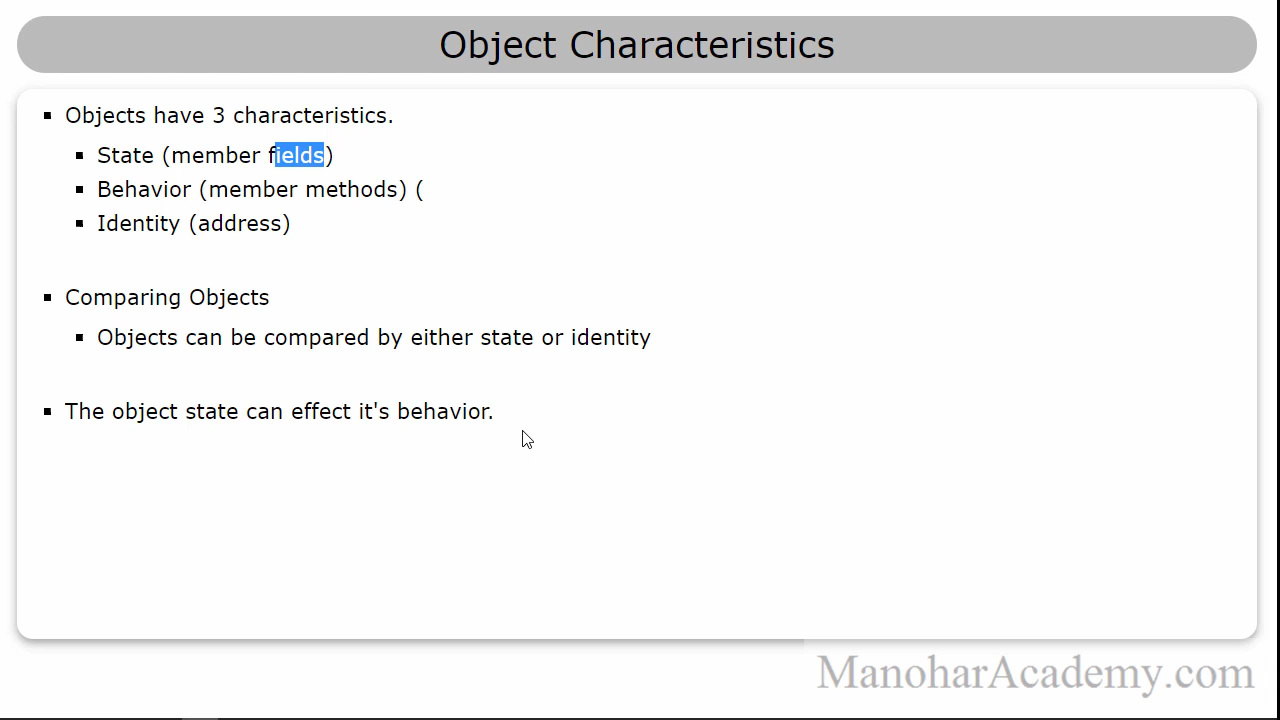 Object Characteristics
Objects have 3 characteristics.
State (member fields)
Behavior (member methods) (
Identity (address)
Comparing Objects
Objects can be compared by either state or identity
The object state can effect it's behavior.
ManoharAcademy.com